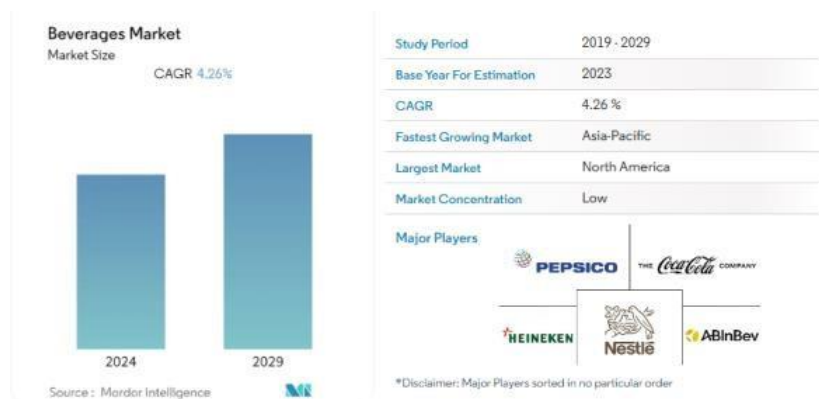 Beverages Market
Market Size
CAGR 4.26%
2024
2029
Source : Mordor Intelligence
Study Period 2019 - 2029
Base Year For Estimation 2023
CAGR 4.26 %
Fastest Growing Market Asia-Pacific
Largest Market North America
Market Concentration Low
Major Players
PEPSICO
THE Coca-Cola COMPANY
HEINEKEN
Nestlé
ABInBev
*Disclaimer: Major Players sorted in no particular order